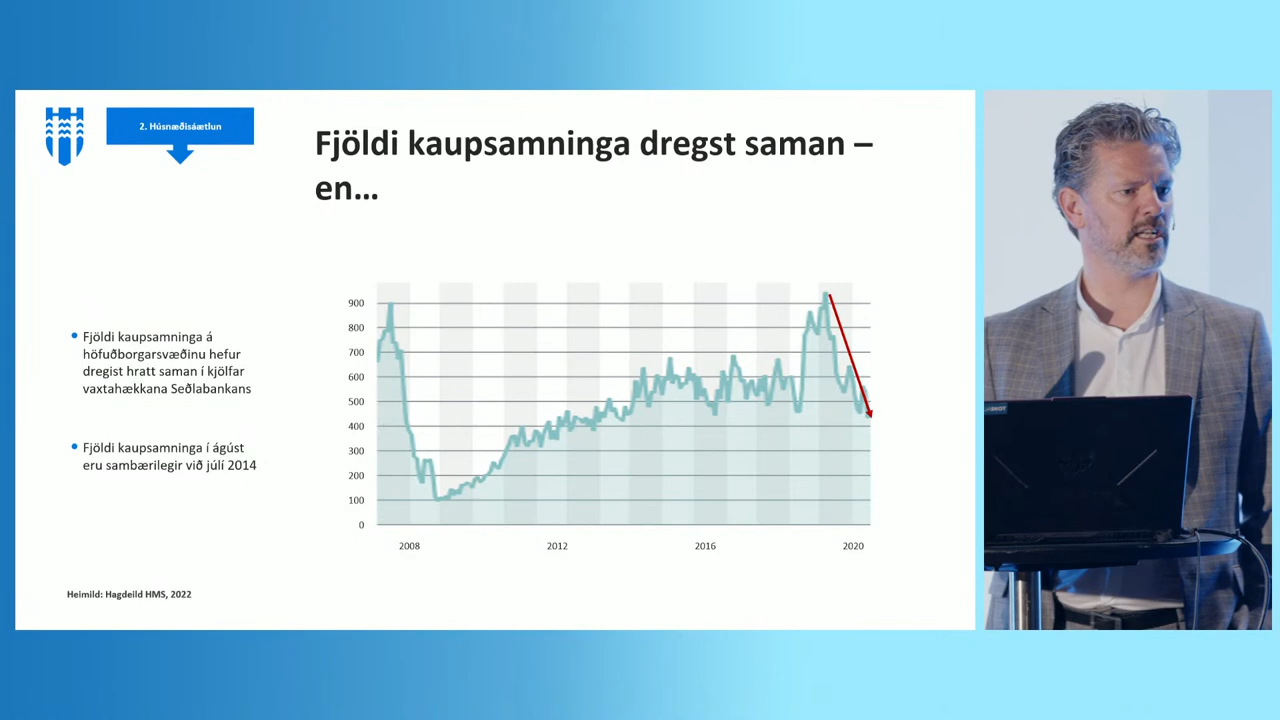 2. Húsnæðisáætlun
Fjöldi kaupsamninga dregst saman –
en…
Fjöldi kaupsamninga á
höfuðborgarsvæðinu hefur
dregist hratt saman í kjölfar
vaxtahækkana Seðlabankans
Fjöldi kaupsamninga í ágúst
eru sambærilegir við júlí 2014
900
800
700
600
500
400
300
200
100
0
2008
2012
2016
2020
Heimild: Hagdeild HMS, 2022